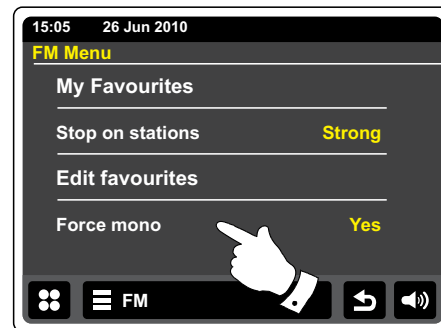 15:05 26 Jun 2010
FM Menu
My Favourites
Stop on stations Strong
Edit favourites
Force mono Yes
FM